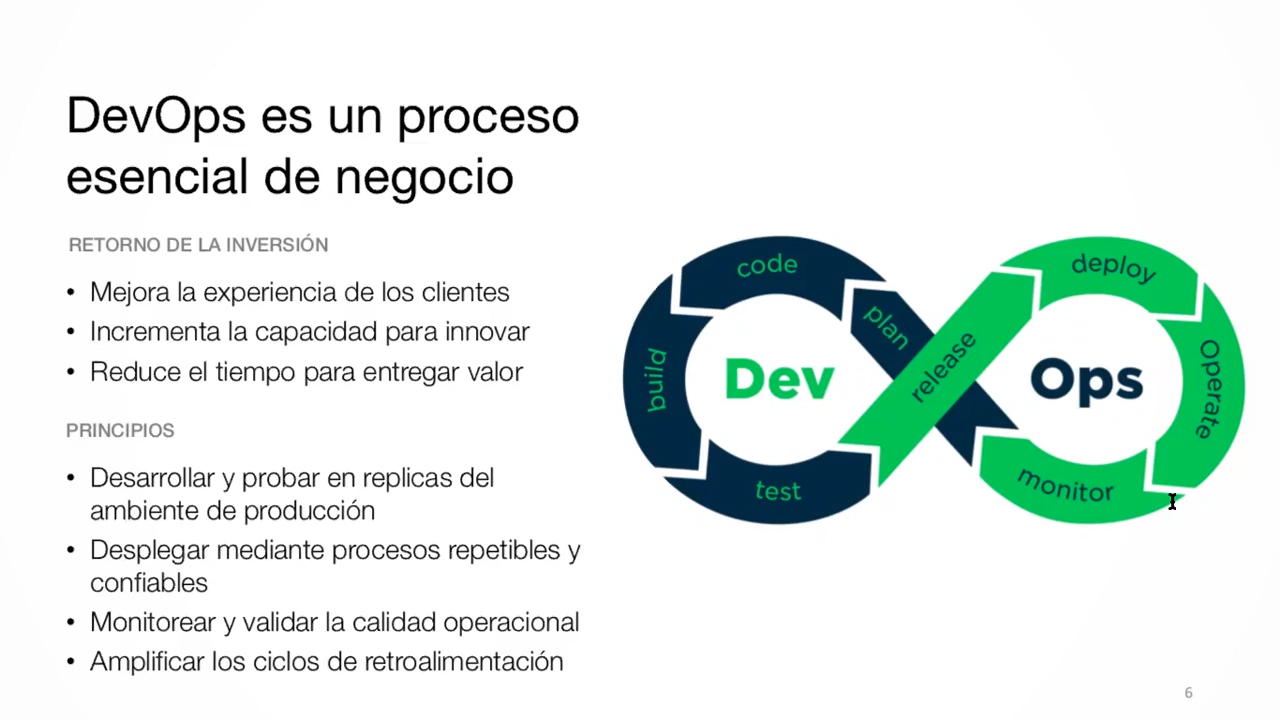 DevOps es un proceso
esencial de negocio
RETORNO DE LA INVERSIÓN
• Mejora la experiencia de los clientes
• Incrementa la capacidad para innovar
• Reduce el tiempo para entregar valor
PRINCIPIOS
• Desarrollar y probar en replicas del
ambiente de producción
• Desplegar mediante procesos repetibles y
confiables
• Monitorear y validar la calidad operacional
• Amplificar los ciclos de retroalimentación
code
plan
build
Dev
test
release
deploy
Ops
Operate
monitor
6